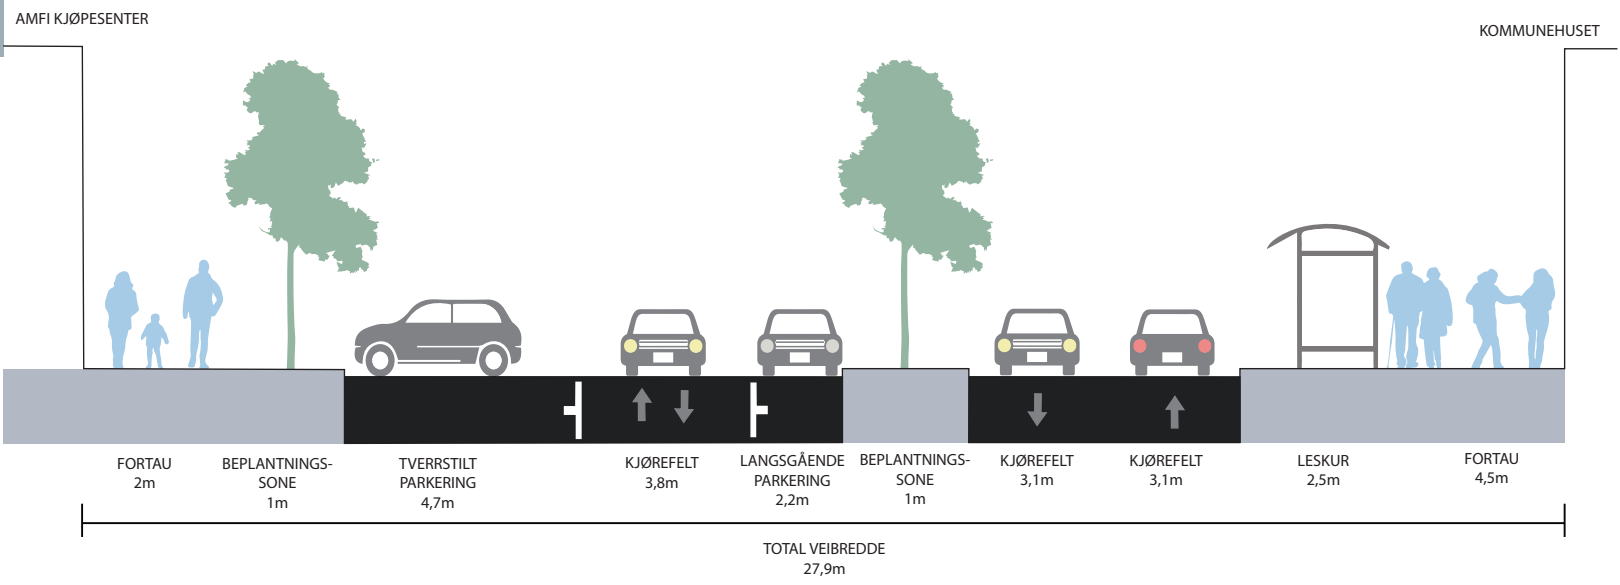 AMFI KJØPESENTER
KOMMUNEHUSET
FORTAU
2m
BEPLANTNINGS-
SONE
1m
TVERRSTILT
PARKERING
4,7m
KJØREFELT
3,8m
LANGSGÅENDE
PARKERING
2,2m
BEPLANTNINGS-
SONE
1m
KJØREFELT
3,1m
KJØREFELT
3,1m
LESKUR
2,5m
FORTAU
4,5m
TOTAL VEIBREDDE
27,9m